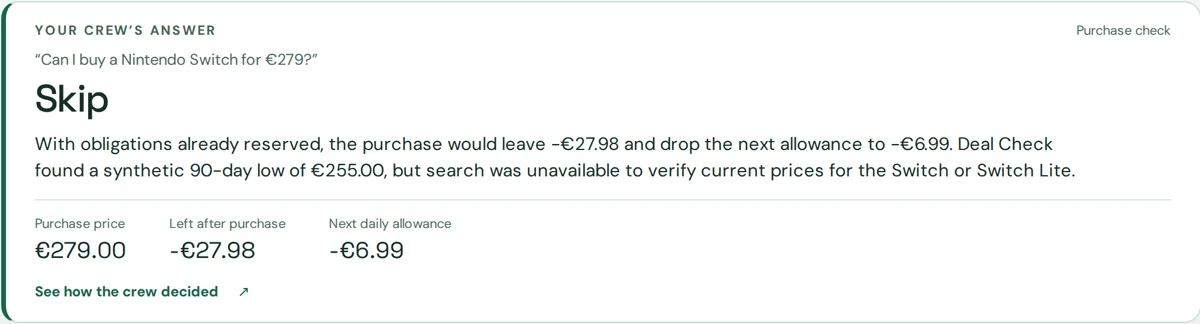 YOUR CREW'S ANSWER
Purchase check
“Can I buy a Nintendo Switch for €279?”
Skip
With obligations already reserved, the purchase would leave -€27.98 and drop the next allowance to -€6.99. Deal Check
found a synthetic 90-day low of €255.00, but search was unavailable to verify current prices for the Switch or Switch Lite.
Purchase price Left after purchase Next daily allowance
€279.00 -€27.98 -€6.99
See how the crew decided ↗